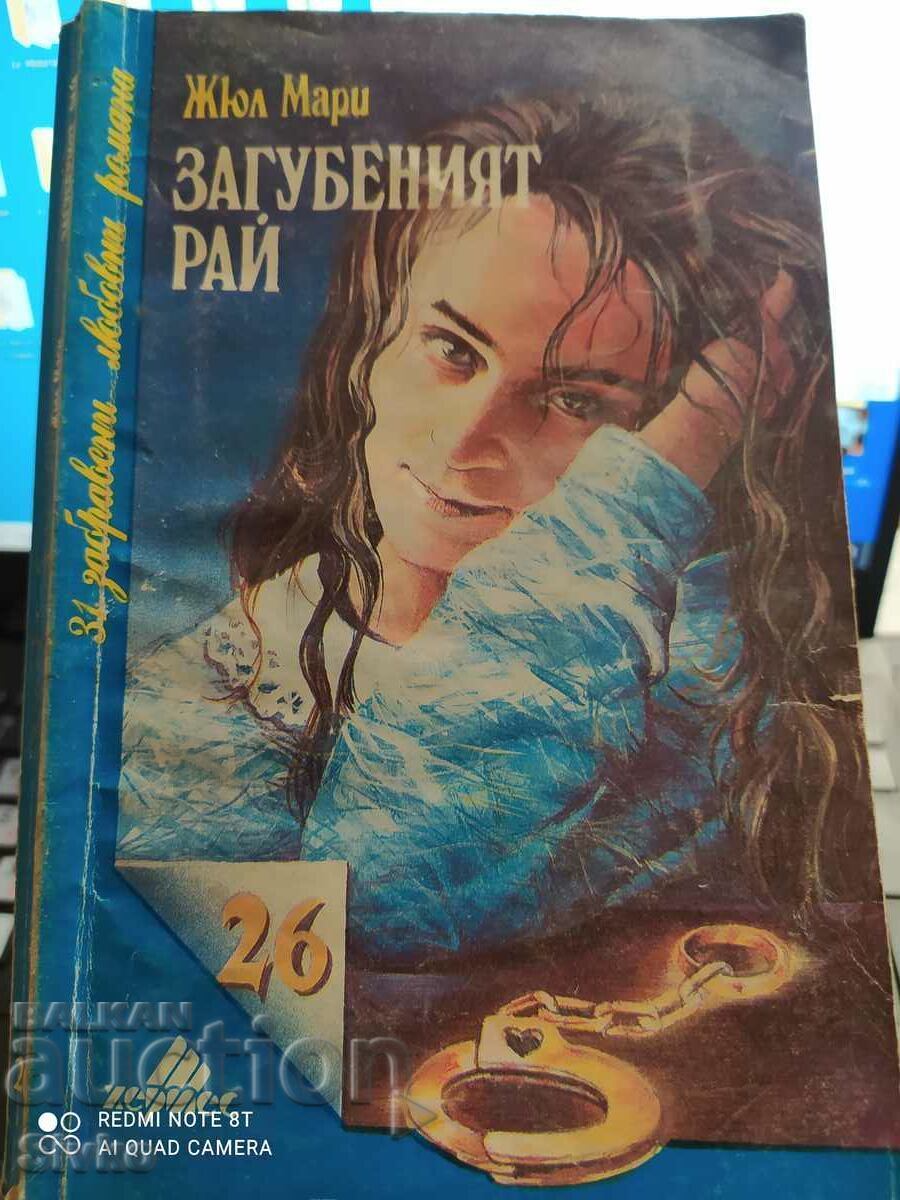 Жюл Мари
ЗАГУБЕНИЯТ
РАЙ
31 забравени любовни романа
26
BALKAN
auction
REDMI NOTE 8T
AI QUAD CAMERA